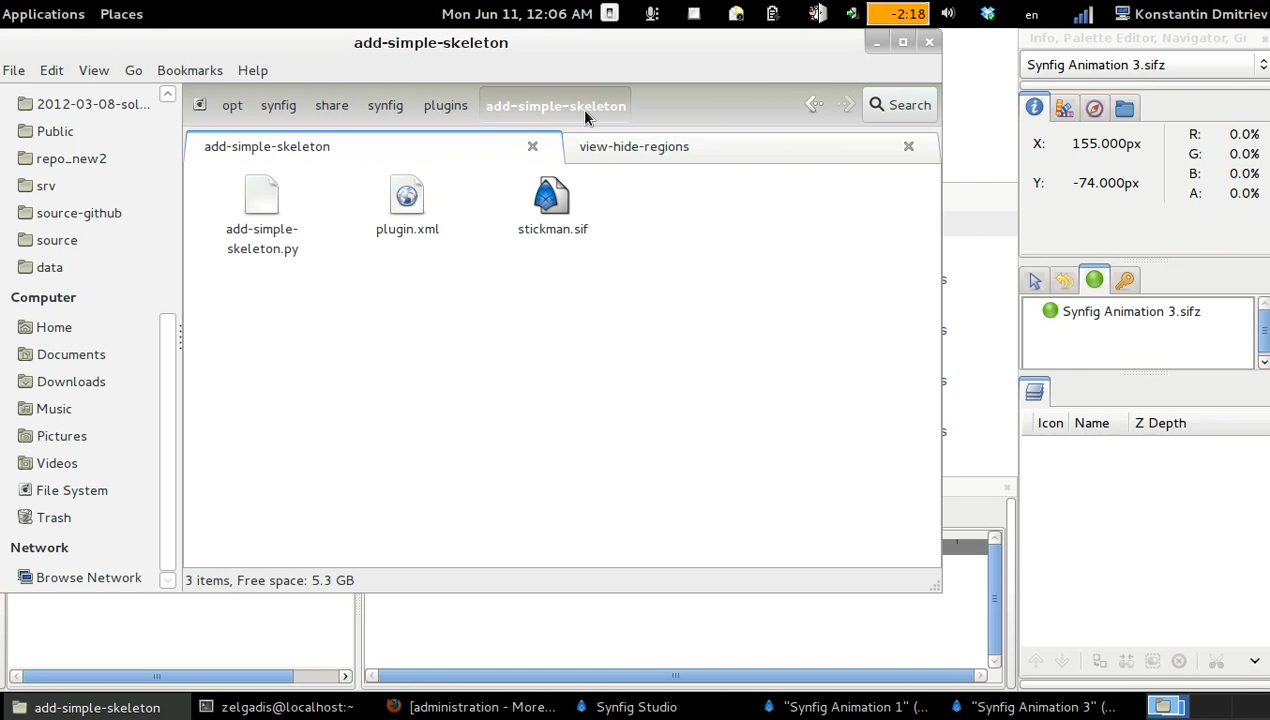 Applications Places
Mon Jun 11, 12:06 AM
-2:18
en
Konstantin Dmitriev
add-simple-skeleton
File Edit View Go Bookmarks Help
2012-03-08-sol...
Public
repo_new2
srv
source-github
source
data
Computer
Home
Documents
Downloads
Music
Pictures
Videos
File System
Trash
Network
Browse Network
opt synfig share synfig plugins add-simple-skeleton
Search
add-simple-skeleton
view-hide-regions
add-simple-
skeleton.py
plugin.xml
stickman.sif
3 items, Free space: 5.3 GB
Info, Palette Editor, Navigator, Gr
Synfig Animation 3.sifz
X: 155.000px
Y: -74.000px
R: 0.0%
G: 0.0%
B: 0.0%
A: 0.0%
Synfig Animation 3.sifz
Icon Name Z Depth
add-simple-skeleton
zelgadis@localhost:~
[administration - More...
Synfig Studio
"Synfig Animation 1" (...
"Synfig Animation 3" (...